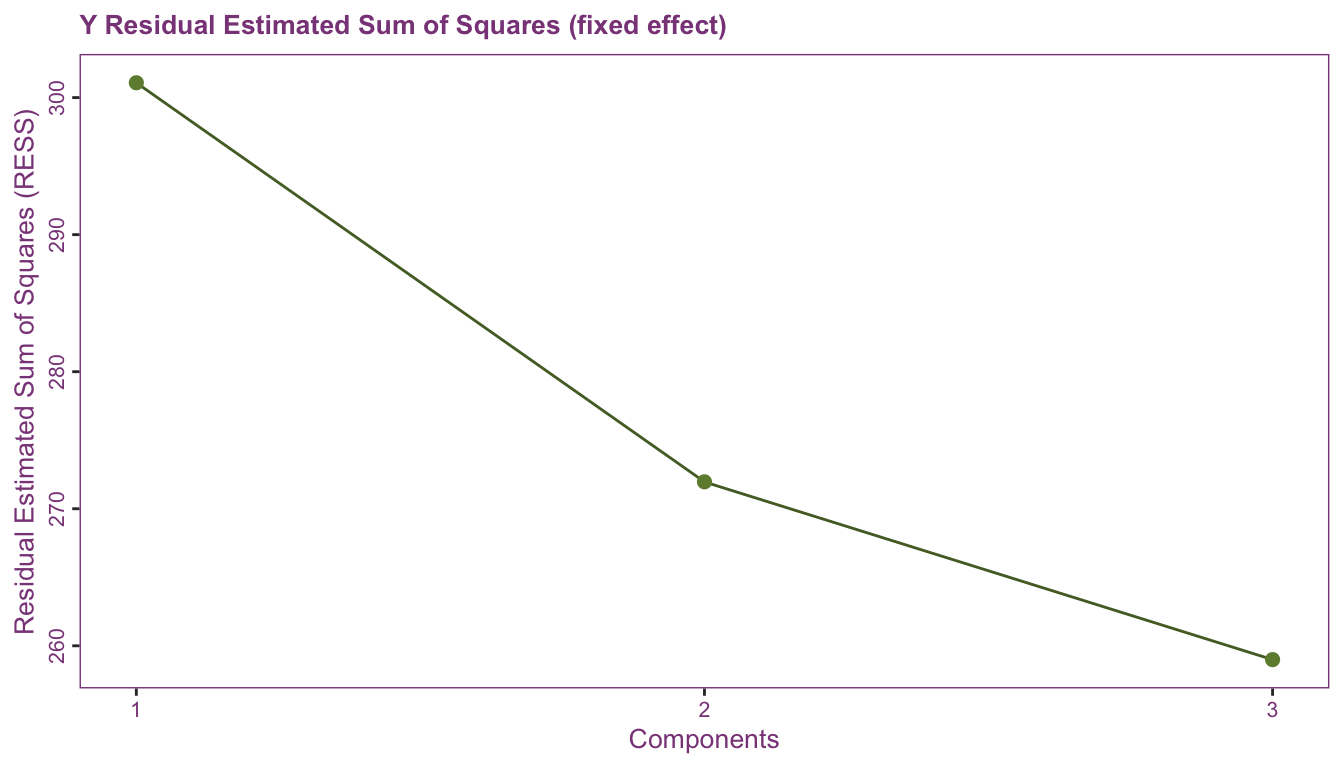 Y Residual Estimated Sum of Squares (fixed effect)
Residual Estimated Sum of Squares (RESS)
300
290
280
270
260
1 2 3
Components